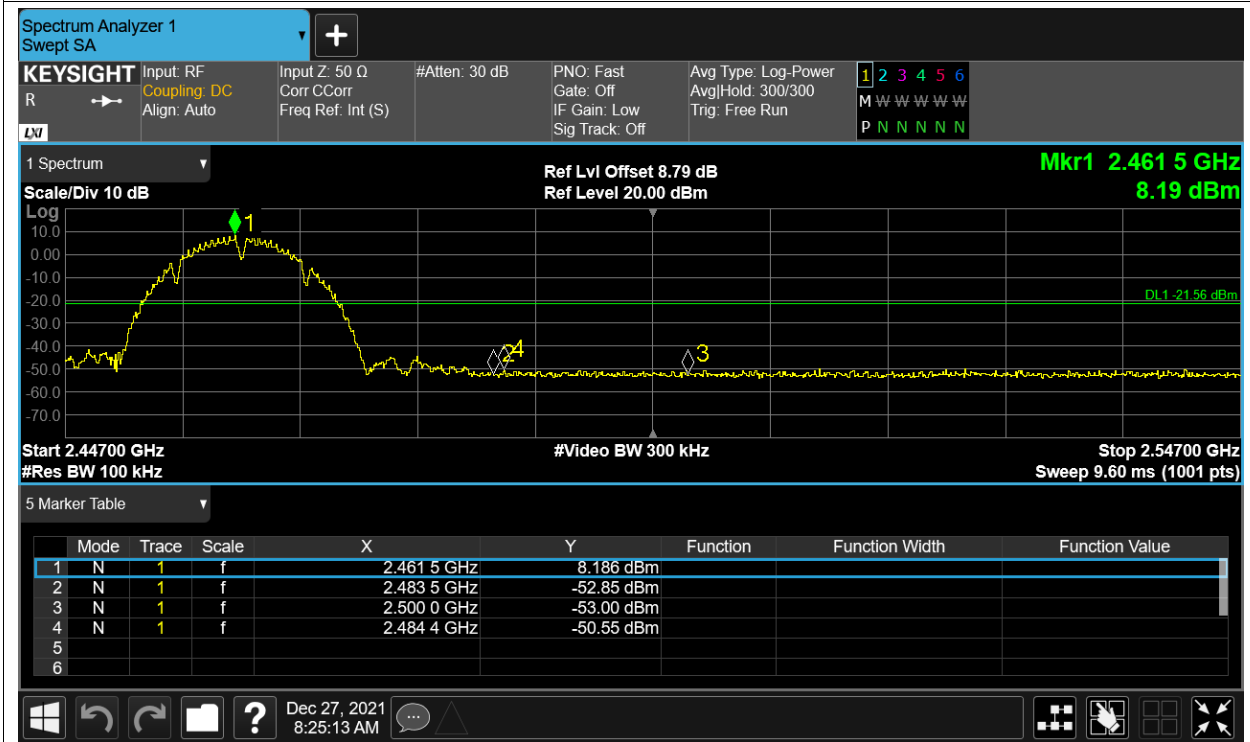 Spectrum Analyzer 1
Swept SA
+
KEYSIGHT
R
LXI
Input: RF
Coupling: DC
Align: Auto
Input Z: 50 Ω
Corr CCorr
Freq Ref: Int (S)
#Atten: 30 dB
PNO: Fast
Gate: Off
IF Gain: Low
Sig Track: Off
Avg Type: Log-Power
Avg|Hold: 300/300
Trig: Free Run
1 2 3 4 5 6
M W W W W W
P N N N N N
1 Spectrum
Scale/Div 10 dB
Ref Lvl Offset 8.79 dB
Ref Level 20.00 dBm
Mkr1 2.461 5 GHz
8.19 dBm
Log
10.0
0.00
-10.0
-20.0
-30.0
-40.0
-50.0
-60.0
-70.0
1
2
4
3
DL1 -21.56 dBm
Start 2.44700 GHz
#Res BW 100 kHz
#Video BW 300 kHz
Stop 2.54700 GHz
Sweep 9.60 ms (1001 pts)
5 Marker Table
Mode Trace Scale X Y Function Function Width Function Value
1 N 1 f 2.461 5 GHz 8.186 dBm
2 N 1 f 2.483 5 GHz -52.85 dBm
3 N 1 f 2.500 0 GHz -53.00 dBm
4 N 1 f 2.484 4 GHz -50.55 dBm
5
6
?
Dec 27, 2021
8:25:13 AM